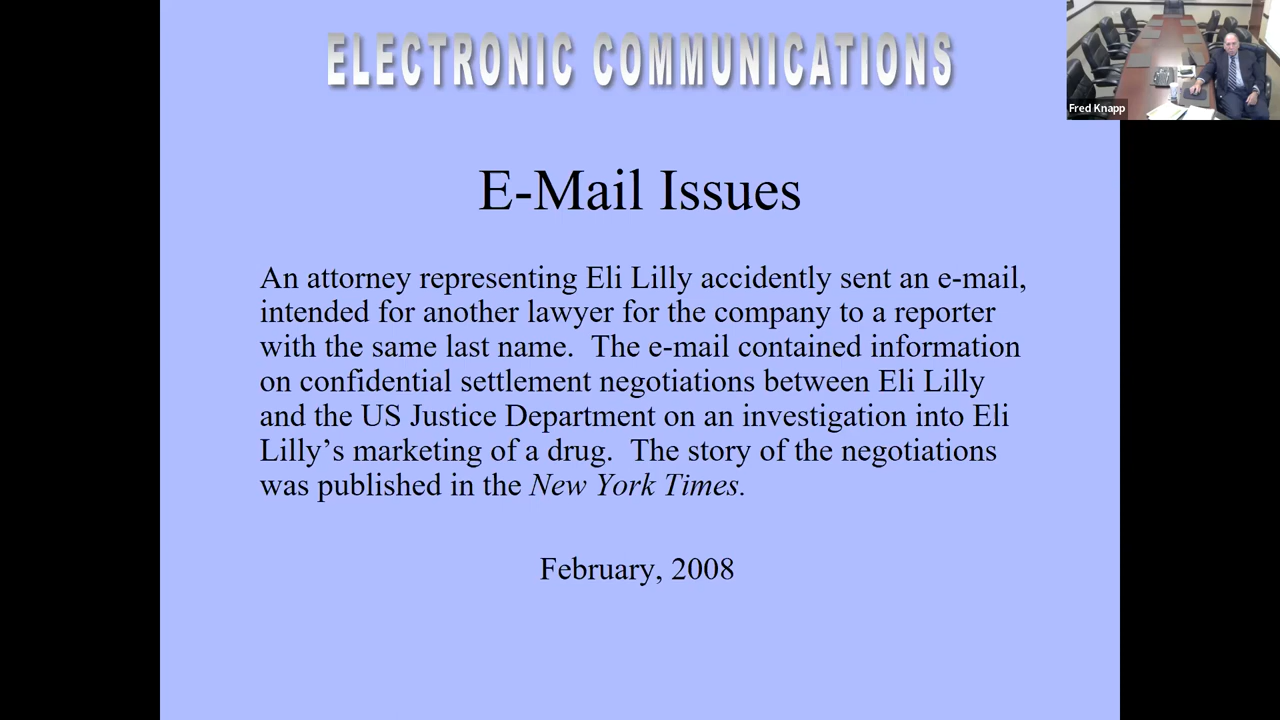 ELECTRONIC COMMUNICATIONS
Fred Knapp
E-Mail Issues
An attorney representing Eli Lilly accidently sent an e-mail,
intended for another lawyer for the company to a reporter
with the same last name.  The e-mail contained information
on confidential settlement negotiations between Eli Lilly
and the US Justice Department on an investigation into Eli
Lilly’s marketing of a drug.  The story of the negotiations
was published in the New York Times.
February, 2008